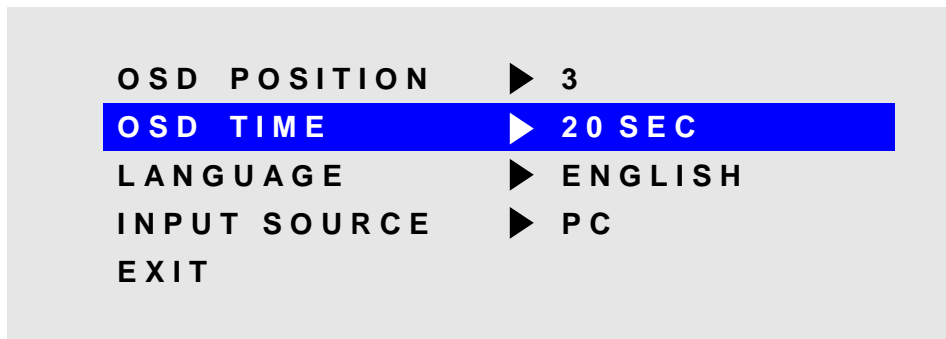 OSD POSITION ▶ 3
OSD TIME ▶ 20 SEC
LANGUAGE ▶ ENGLISH
INPUT SOURCE ▶ PC
EXIT